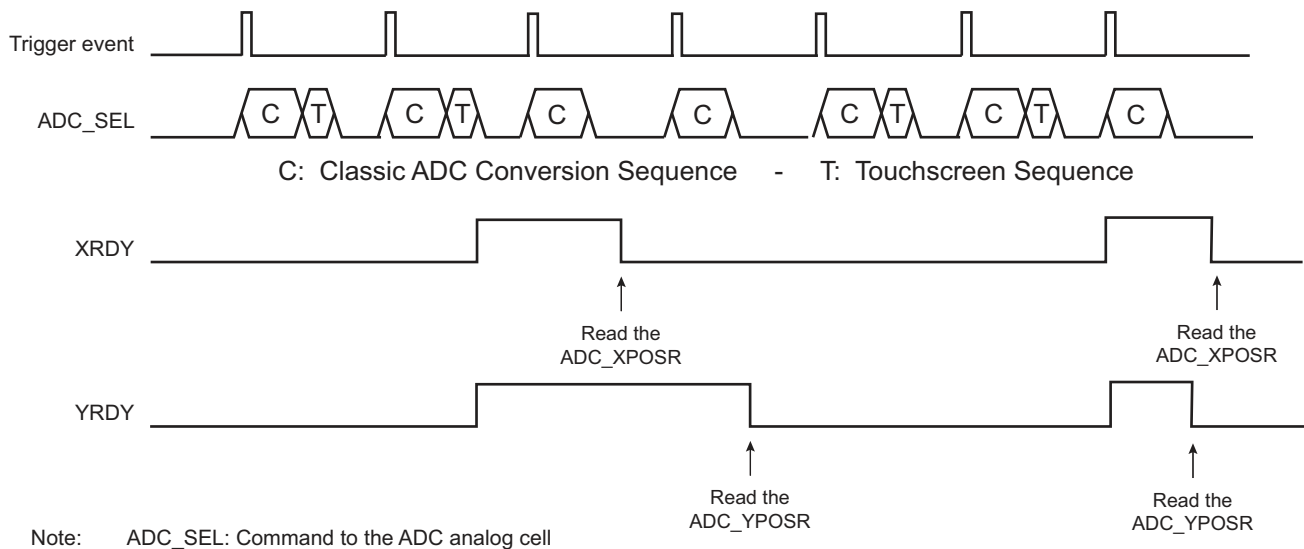 Trigger event
ADC_SEL
C T C T C C C T C T C
C: Classic ADC Conversion Sequence - T: Touchscreen Sequence
XRDY
Read the
ADC_XPOSR
Read the
ADC_XPOSR
YRDY
Read the
ADC_YPOSR
Read the
ADC_YPOSR
Note: ADC_SEL: Command to the ADC analog cell